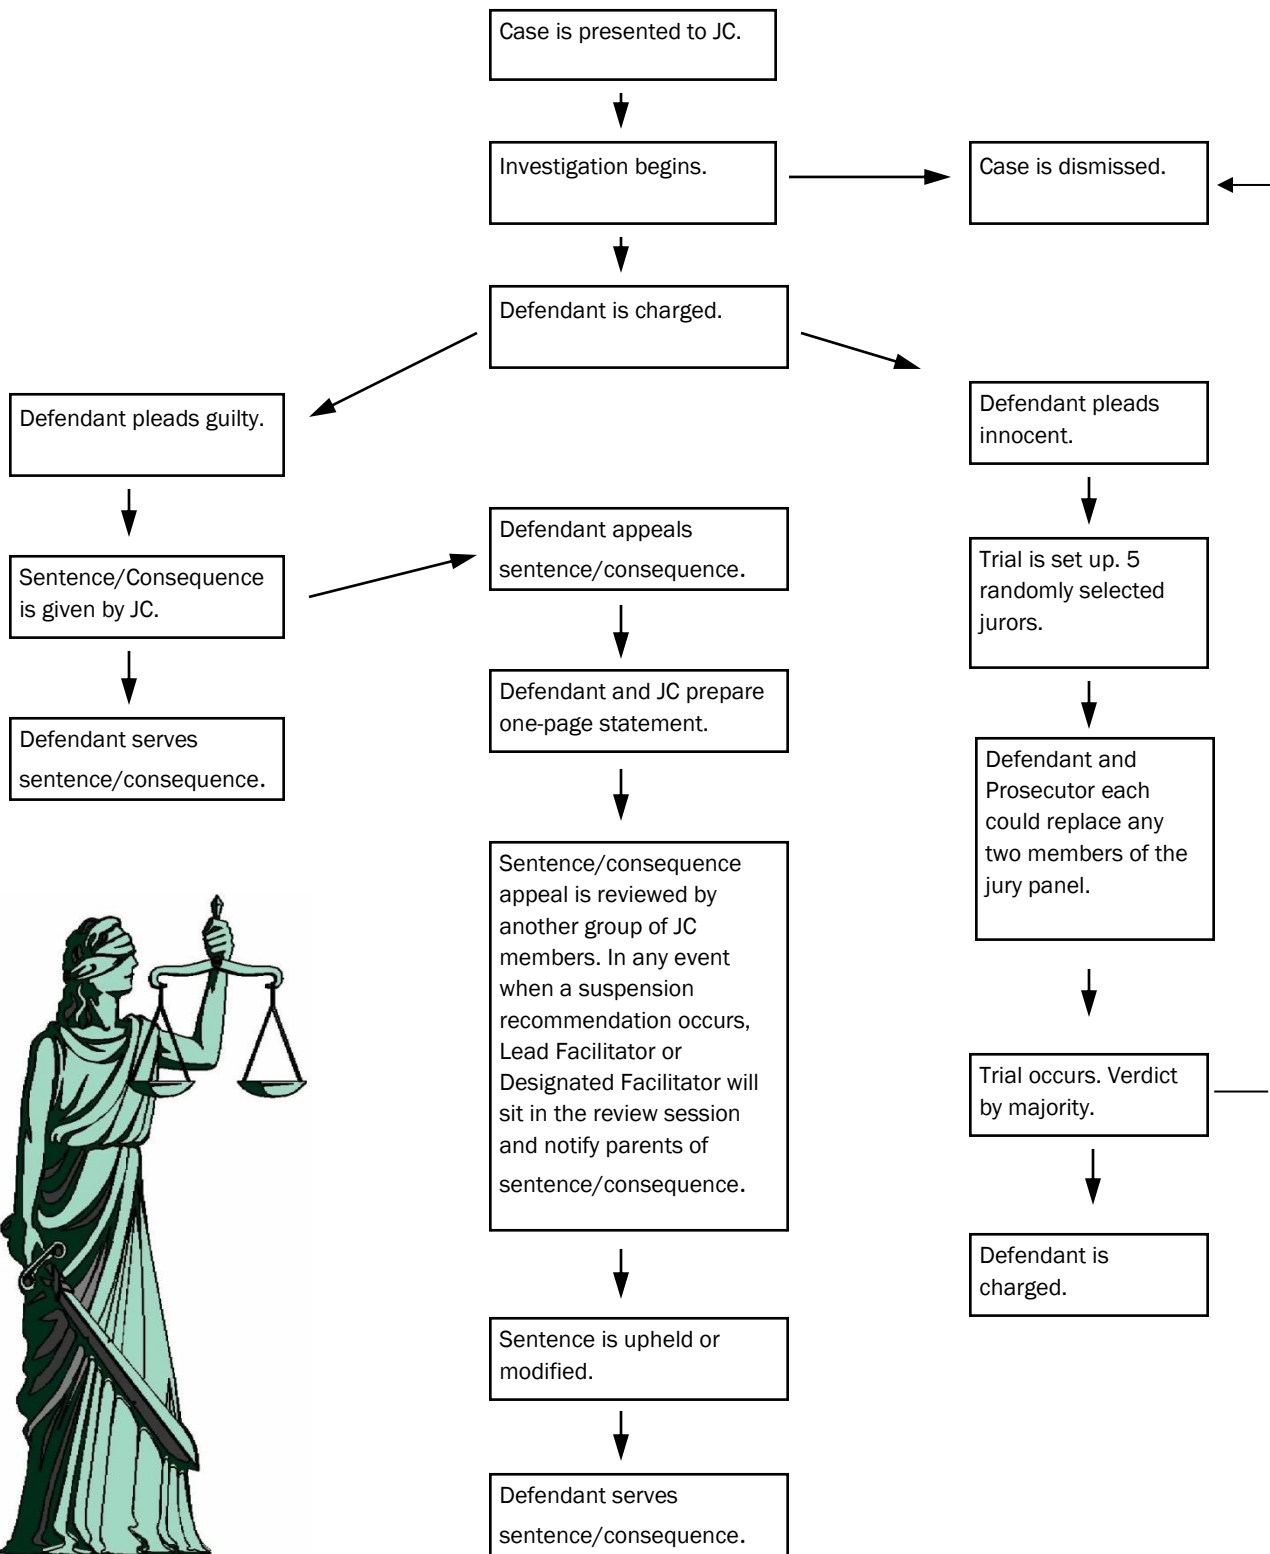 Case is presented to JC.
Investigation begins.
Case is dismissed.
Defendant is charged.
Defendant pleads guilty.
Defendant pleads
innocent.
Sentence/Consequence
is given by JC.
Defendant appeals
sentence/consequence.
Trial is set up. 5
randomly selected
jurors.
Defendant serves
sentence/consequence.
Defendant and JC prepare
one-page statement.
Defendant and
Prosecutor each
could replace any
two members of the
jury panel.
Sentence/consequence
appeal is reviewed by
another group of JC
members. In any event
when a suspension
recommendation occurs,
Lead Facilitator or
Designated Facilitator will
sit in the review session
and notify parents of
sentence/consequence.
Trial occurs. Verdict
by majority.
Defendant is
charged.
Sentence is upheld or
modified.
Defendant serves
sentence/consequence.